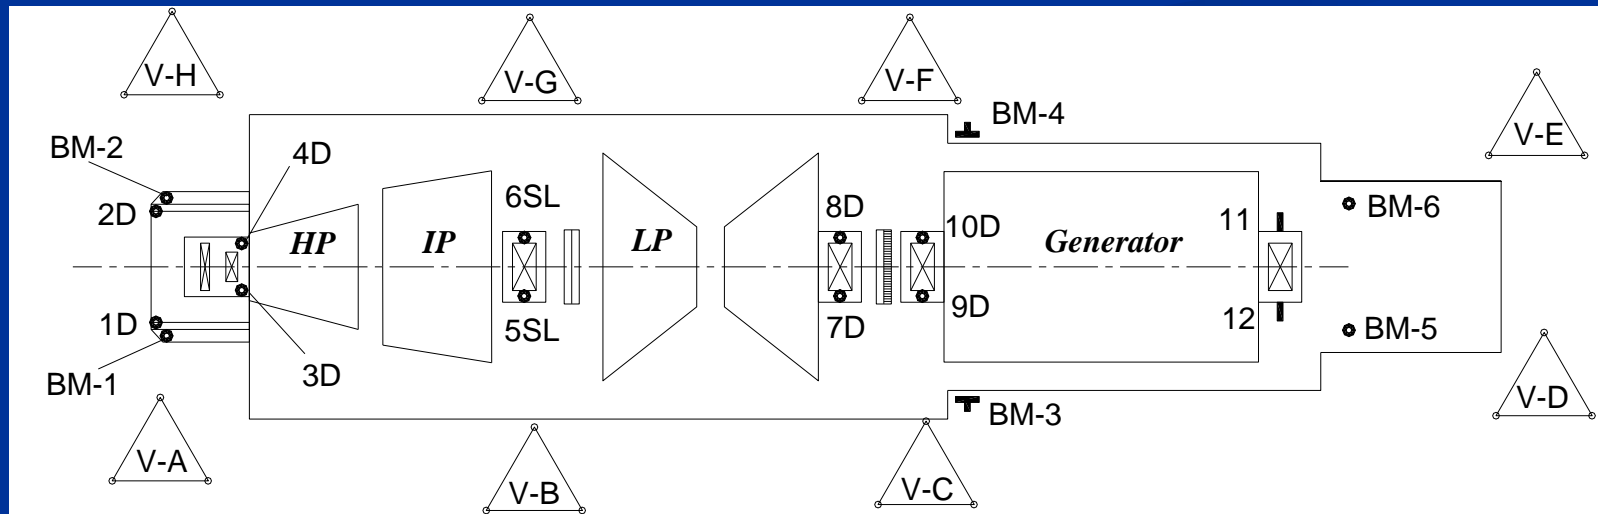 V-H
V-G
V-F
V-E
BM-4
BM-2
4D
2D
6SL
8D
11
BM-6
HP
IP
LP
10D
Generator
1D
5SL
7D
9D
12
BM-5
BM-1
3D
BM-3
V-D
V-A
V-B
V-C